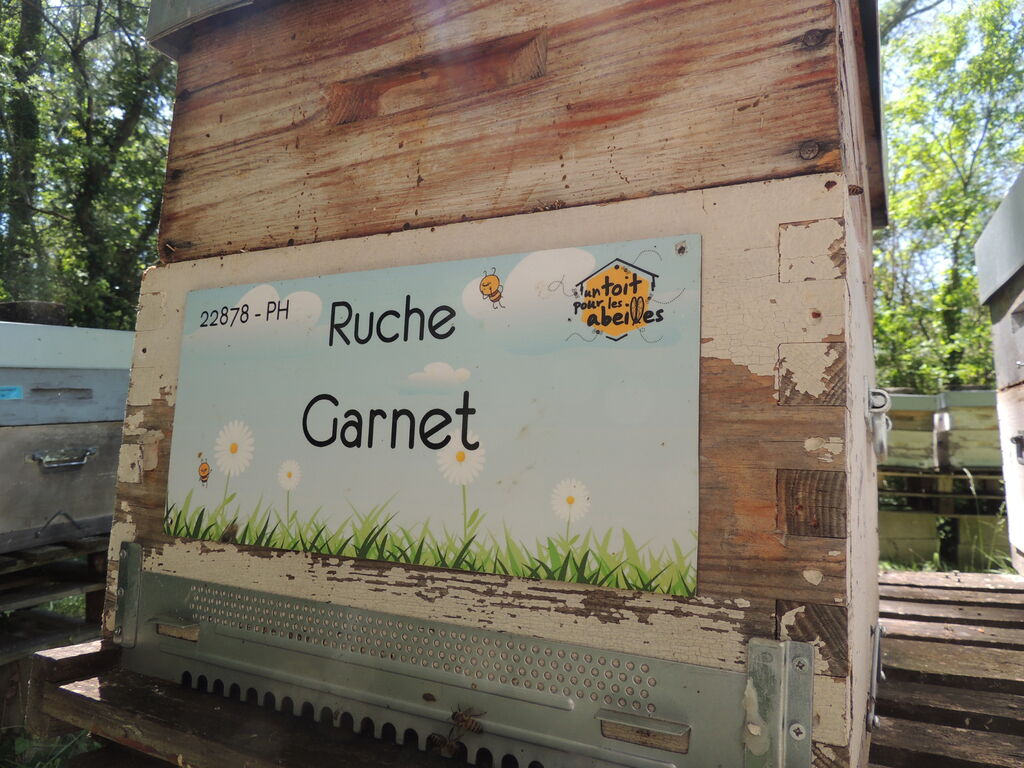 22878 - PH
Ruche
Garnet
un toit
pour les
abeilles